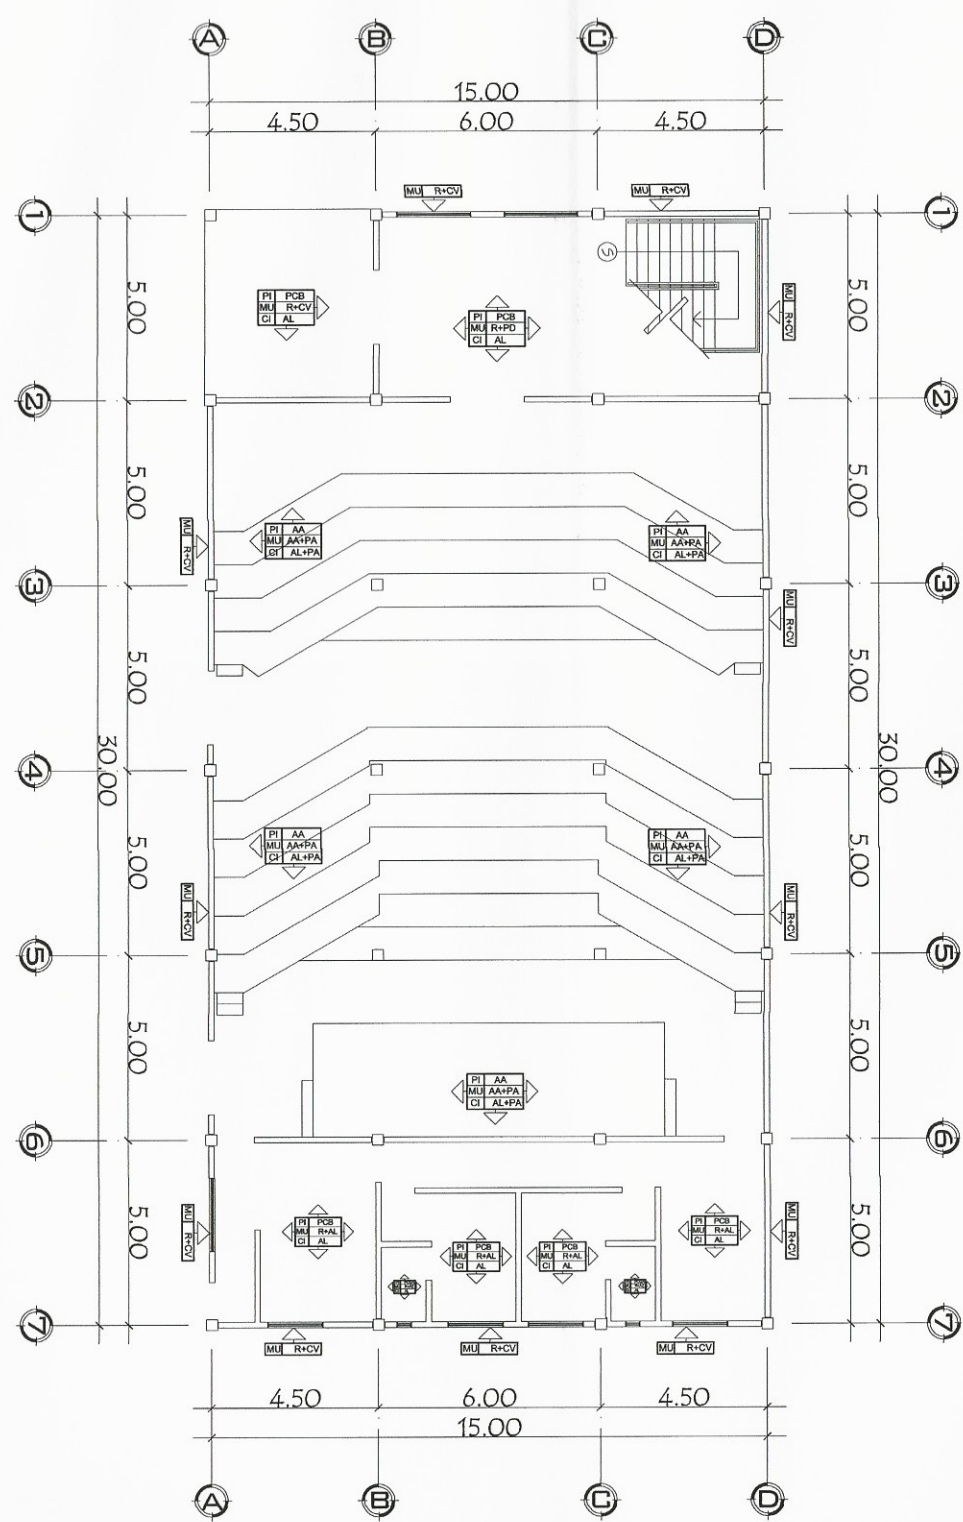 A B C D
15.00
4.50 6.00 4.50
MU R+CV
MU R+CV
1 1
S
5.00 5.00
PI PCB
MU R+CV
CI AL
PI PCB
MU R+PD
CI AL
MU R+CV
2 2
5.00 5.00
PI AA
MU AA+PA
CI AL+PA
PI AA
MU AA+PA
CI AL+PA
MU R+CV
3 3
MU R+CV
5.00 5.00
30.00 30.00
4 4
PI AA
MU AA+PA
CI AL+PA
PI AA
MU AA+PA
CI AL+PA
5.00 5.00
MU R+CV
MU R+CV
5 5
5.00 5.00
PI AA
MU AA+PA
CI AL+PA
6 6
5.00 5.00
MU R+CV
PI PCB
MU R+AL
CI AL
PI PCB
MU R+AL
CI AL
PI PCB
MU R+AL
CI AL
PI PCB
MU R+AL
CI AL
MU R+CV
7 7
MU R+CV
MU R+CV
MU R+CV
4.50 6.00 4.50
15.00
A B C D